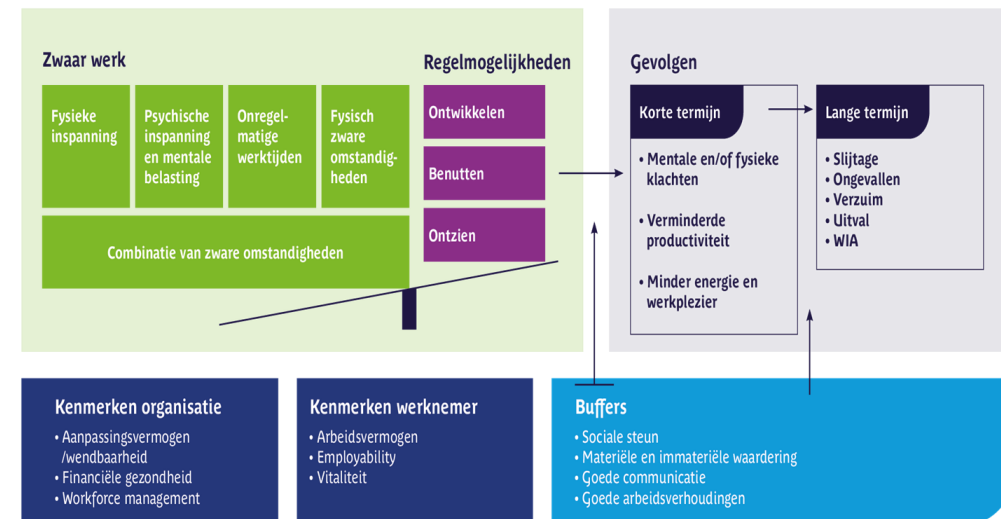 Zwaar werk
Fysieke
inspanning
Psychische
inspanning
en mentale
belasting
Onregel-
matige
werktijden
Fysisch
zware
omstandig-
heden
Combinatie van zware omstandigheden
Regelmogelijkheden
Ontwikkelen
Benutten
Ontzien
Gevolgen
Korte termijn
• Mentale en/of fysieke
klachten
• Verminderde
productiviteit
• Minder energie en
werkplezier
Lange termijn
• Slijtage
• Ongevallen
• Verzuim
• Uitval
• WIA
Kenmerken organisatie
• Aanpassingsvermogen
/wendbaarheid
• Financiële gezondheid
• Workforce management
Kenmerken werknemer
• Arbeidsvermogen
• Employability
• Vitaliteit
Buffers
• Sociale steun
• Materiële en immateriële waardering
• Goede communicatie
• Goede arbeidsverhoudingen